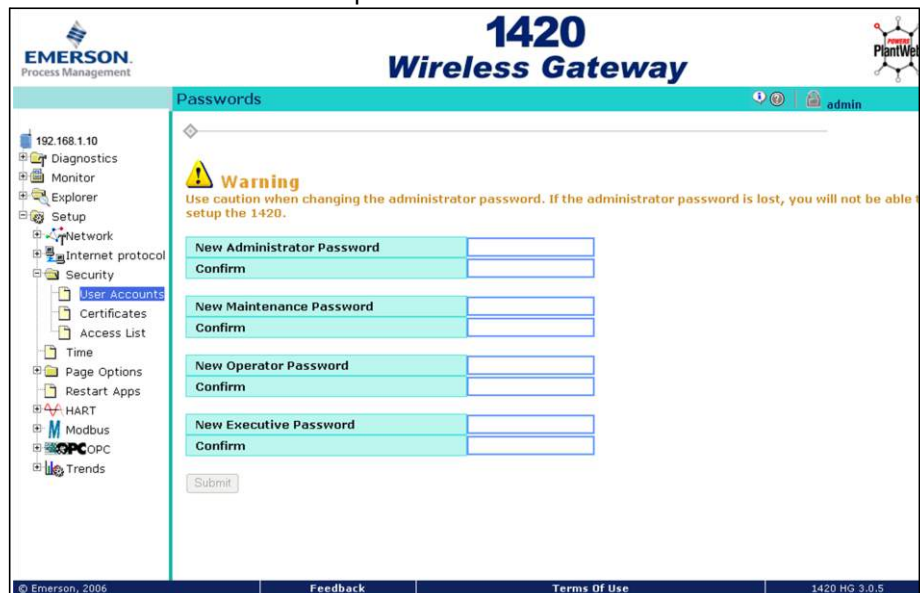 EMERSON.
Process Management
1420
Wireless Gateway
POWERS
PlantWeb
Passwords
admin
192.168.1.10
Diagnostics
Monitor
Explorer
Setup
Network
Internet protocol
Security
User Accounts
Certificates
Access List
Time
Page Options
Restart Apps
HART
Modbus
OPC OPC
Trends
Warning
Use caution when changing the administrator password. If the administrator password is lost, you will not be able
setup the 1420.
New Administrator Password
Confirm
New Maintenance Password
Confirm
New Operator Password
Confirm
New Executive Password
Confirm
Submit
© Emerson, 2006
Feedback
Terms Of Use
1420 HG 3.0.5